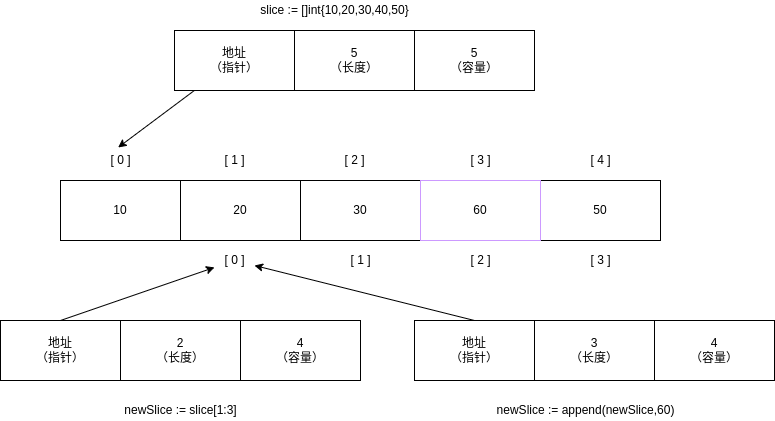 slice := []int{10,20,30,40,50}
地址
（指针）
5
（长度）
5
（容量）
[ 0 ]
[ 1 ]
[ 2 ]
[ 3 ]
[ 4 ]
10
20
30
60
50
[ 0 ]
[ 1 ]
[ 2 ]
[ 3 ]
地址
（指针）
2
（长度）
4
（容量）
地址
（指针）
3
（长度）
4
（容量）
newSlice := slice[1:3]
newSlice := append(newSlice,60)